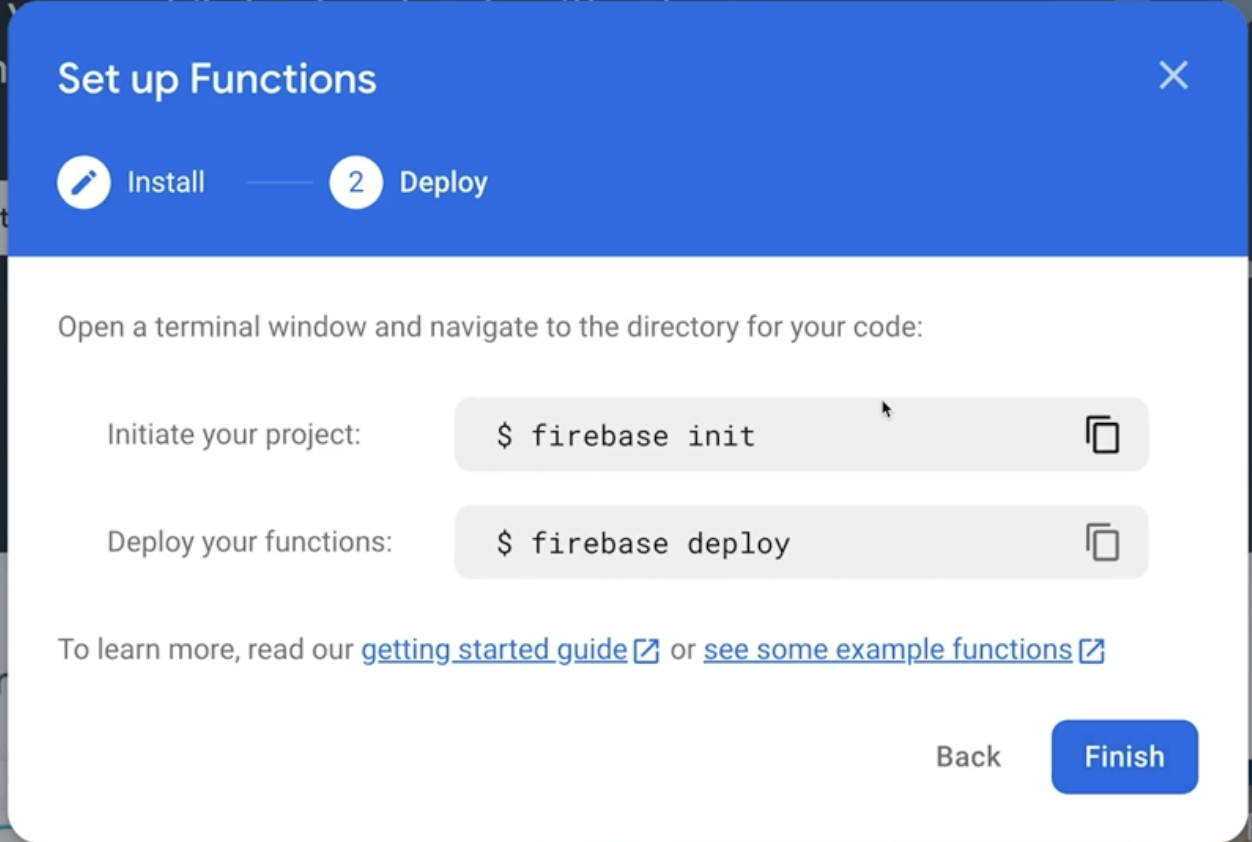 Set up Functions
Install
2 Deploy
Open a terminal window and navigate to the directory for your code:
Initiate your project: $ firebase init
Deploy your functions: $ firebase deploy
To learn more, read our getting started guide or see some example functions
Back Finish